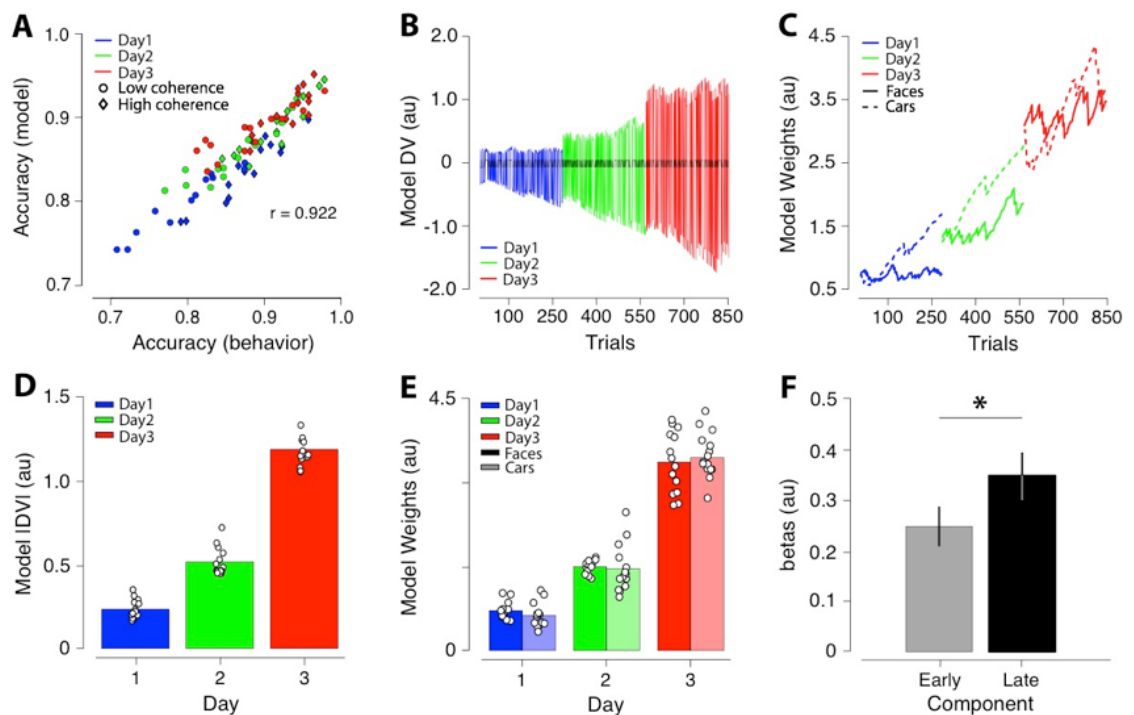 A
1.0
0.9
0.8
0.7
Accuracy (model)
Day1
Day2
Day3
Low coherence
High coherence
r = 0.922
0.7 0.8 0.9 1.0
Accuracy (behavior)
B
2.0
1.0
0
-1.0
-2.0
Model DV (au)
Day1
Day2
Day3
100 250 400 550 700 850
Trials
C
4.5
3.5
2.5
1.5
0.5
Model Weights (au)
Day1
Day2
Day3
Faces
Cars
100 250 400 550 700 850
Trials
D
1.5
1.0
0.5
0
Model IDVI (au)
Day1
Day2
Day3
1 2 3
Day
E
4.5
0
Model Weights (au)
Day1
Day2
Day3
Faces
Cars
1 2 3
Day
F
0.5
0.4
0.3
0.2
0.1
0
betas (au)
*
Early Late
Component